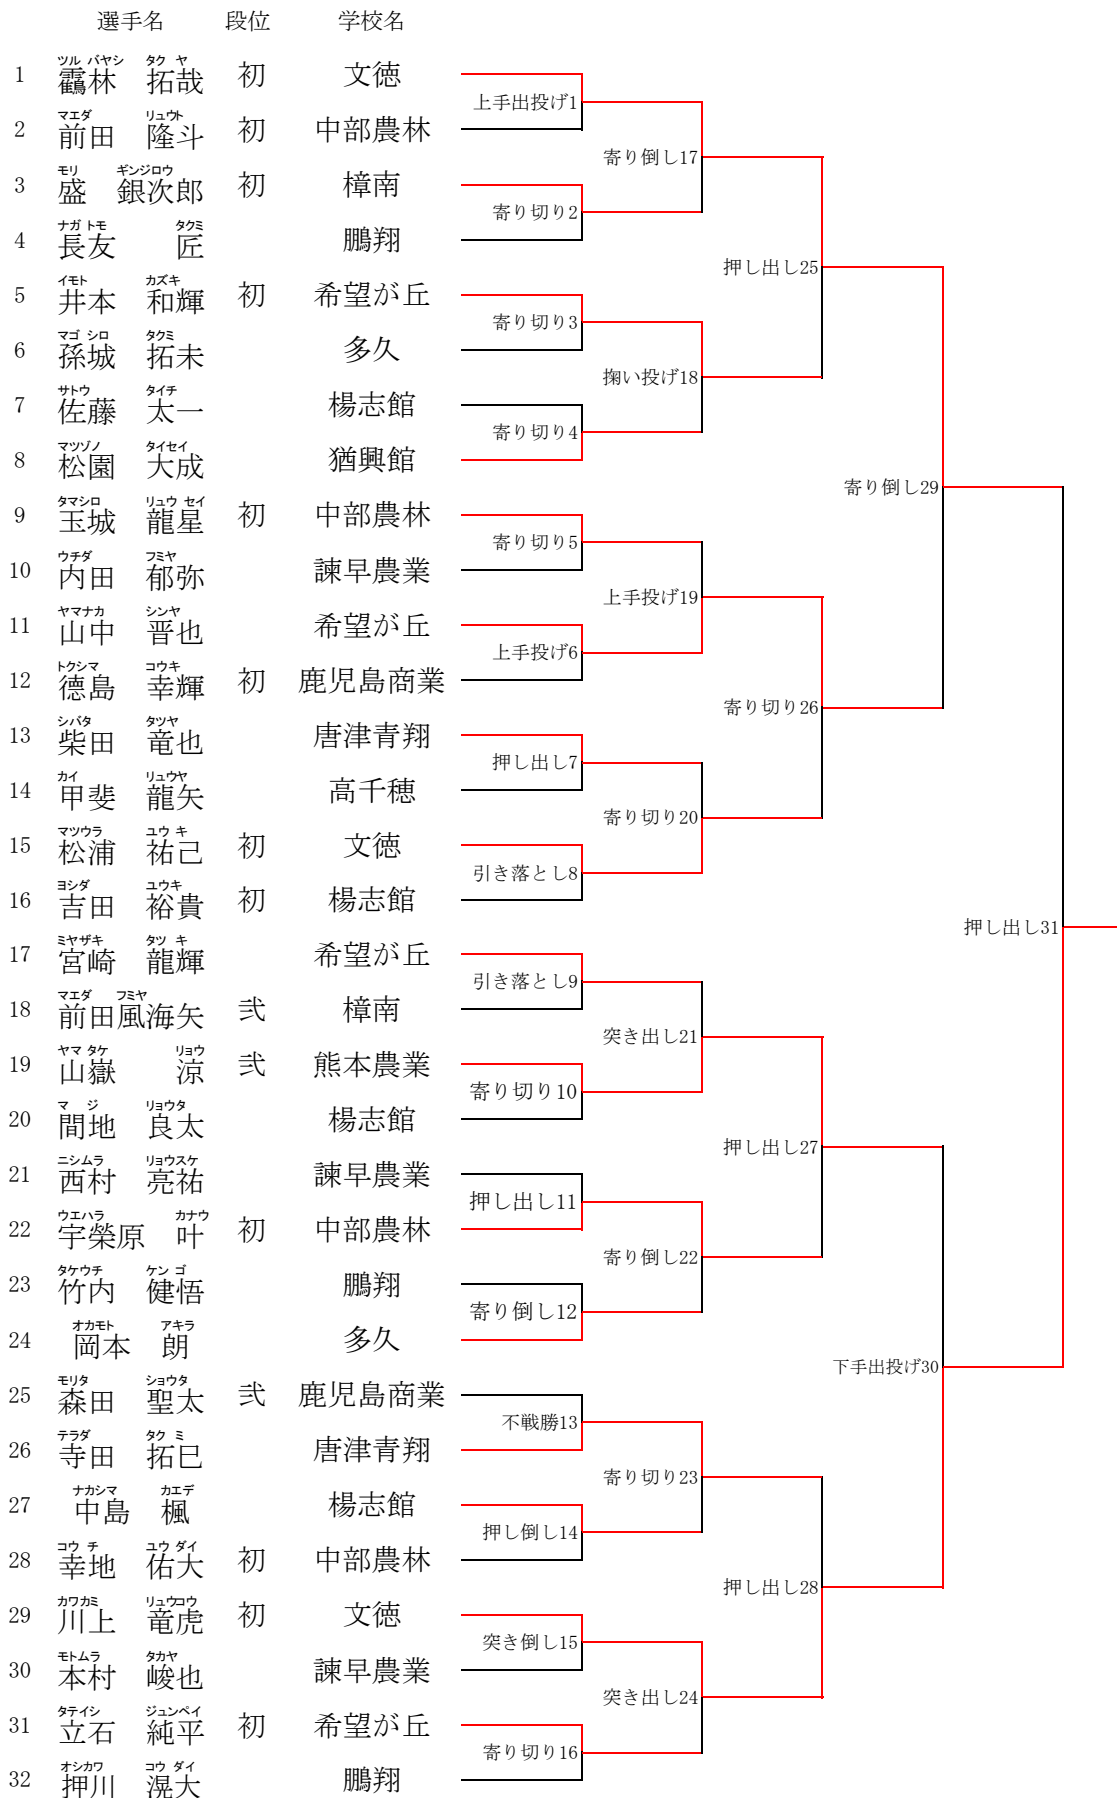 選手名 段位 学校名
ツル バヤシ タク ヤ
1 靍林 拓哉 初 文徳
上手出投げ1
マエダ リュウト
2 前田 隆斗 初 中部農林
寄り倒し17
モリ ギンジロウ
3 盛 銀次郎 初 樟南
寄り切り2
ナガ トモ タクミ
4 長友 匠 鵬翔
押し出し25
イモト カズキ
5 井本 和輝 初 希望が丘
寄り切り3
マゴ シロ タクミ
6 孫城 拓未 多久
掬い投げ18
サトウ タイチ
7 佐藤 太一 楊志館
寄り切り4
マツゾノ タイセイ
8 松園 大成 猶興館
寄り倒し29
タマシロ リュウ セイ
9 玉城 龍星 初 中部農林
寄り切り5
ウチダ フミヤ
10 内田 郁弥 諫早農業
上手投げ19
ヤマナカ シンヤ
11 山中 晋也 希望が丘
上手投げ6
トクシマ コウキ
12 德島 幸輝 初 鹿児島商業
寄り切り26
シバタ タツヤ
13 柴田 竜也 唐津青翔
押し出し7
カイ リュウヤ
14 甲斐 龍矢 高千穂
寄り切り20
マツウラ ユウ キ
15 松浦 祐己 初 文徳
引き落とし8
ヨシダ ユウキ
16 吉田 裕貴 初 楊志館
押し出し31
ミヤザキ タツ キ
17 宮崎 龍輝 希望が丘
引き落とし9
マエダ フミヤ
18 前田風海矢 弐 樟南
突き出し21
ヤマ タケ リョウ
19 山嶽 涼 弐 熊本農業
寄り切り10
マ ジ リョウタ
20 間地 良太 楊志館
押し出し27
ニシムラ リョウスケ
21 西村 亮祐 諫早農業
押し出し11
ウエハラ カナウ
22 宇榮原 叶 初 中部農林
寄り倒し22
タケウチ ケン ゴ
23 竹内 健悟 鵬翔
寄り倒し12
オカモト アキラ
24 岡本 朗 多久
下手出投げ30
モリタ ショウタ
25 森田 聖太 弐 鹿児島商業
不戦勝13
テラダ タク ミ
26 寺田 拓巳 唐津青翔
寄り切り23
ナカシマ カエデ
27 中島 楓 楊志館
押し倒し14
コウ チ ユウ ダイ
28 幸地 佑大 初 中部農林
押し出し28
カワカミ リュウコウ
29 川上 竜虎 初 文徳
突き倒し15
モトムラ タカヤ
30 本村 峻也 諫早農業
突き出し24
タテイシ ジュンペイ
31 立石 純平 初 希望が丘
寄り切り16
オシカワ コウ ダイ
32 押川 滉大 鵬翔